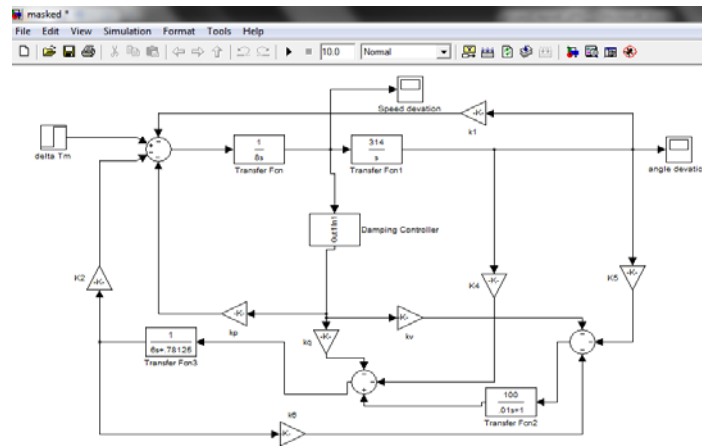 masked *
File Edit View Simulation Format Tools Help
10.0 Normal
Speed devation
-K-
k1
delta Tm
1
8s
Transfer Fcn
314
s
Transfer Fcn1
angle devation
Out1In1
Damping Controller
K2
-K-
-K-
K4
K5
-K-
-K-
kp
-K-
kq
-K-
kv
1
6s+.78125
Transfer Fcn3
100
.01s+1
Transfer Fcn2
k6
-K-